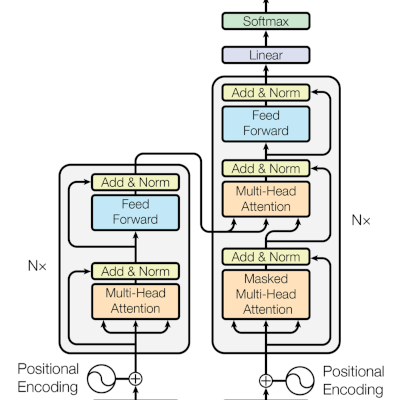 Softmax
Linear
Add & Norm
Feed
Forward
Add & Norm
Multi-Head
Attention
Add & Norm
Masked
Multi-Head
Attention
N×
Add & Norm
Feed
Forward
Add & Norm
Multi-Head
Attention
N×
Positional
Encoding
Positional
Encoding